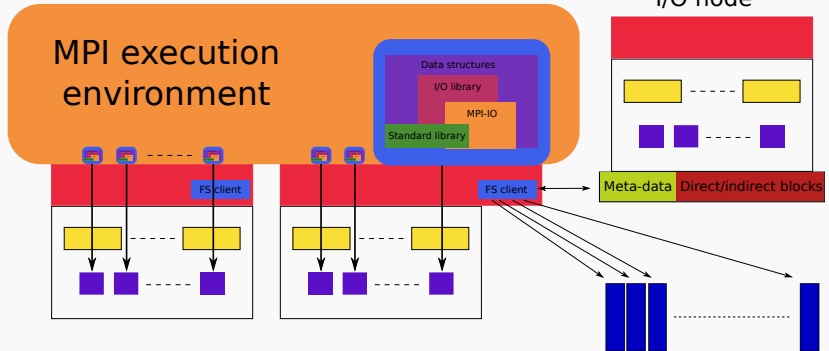 I/O node
MPI execution
environment
Data structures
I/O library
MPI-IO
Standard library
FS client
FS client
Meta-data
Direct/indirect blocks